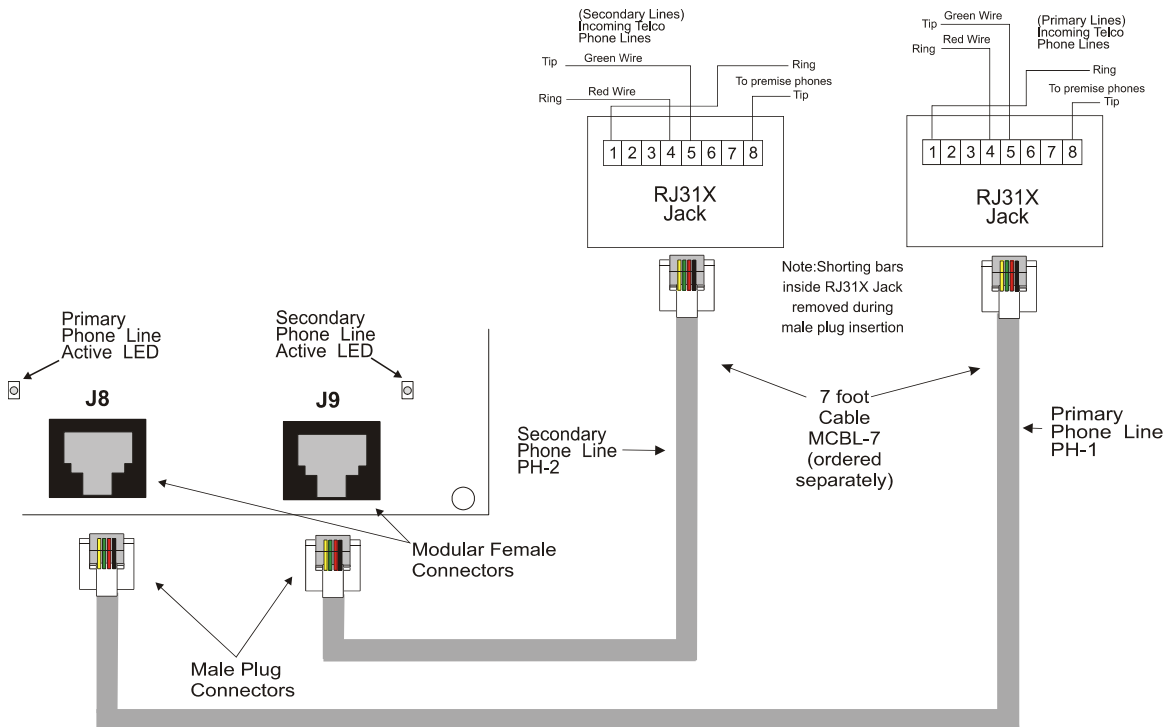 (Secondary Lines)
Incoming Telco
Phone Lines
Tip
Green Wire
Ring
Red Wire
Ring
To premise phones
Tip
1 2 3 4 5 6 7 8
RJ31X
Jack
(Primary Lines)
Incoming Telco
Phone Lines
Tip
Green Wire
Ring
Red Wire
Ring
To premise phones
Tip
1 2 3 4 5 6 7 8
RJ31X
Jack
Note:Shorting bars
inside RJ31X Jack
removed during
male plug insertion
Primary
Phone Line
Active LED
Secondary
Phone Line
Active LED
J8
J9
Secondary
Phone Line
PH-2
7 foot
Cable
MCBL-7
(ordered
separately)
Primary
Phone Line
PH-1
Modular Female
Connectors
Male Plug
Connectors